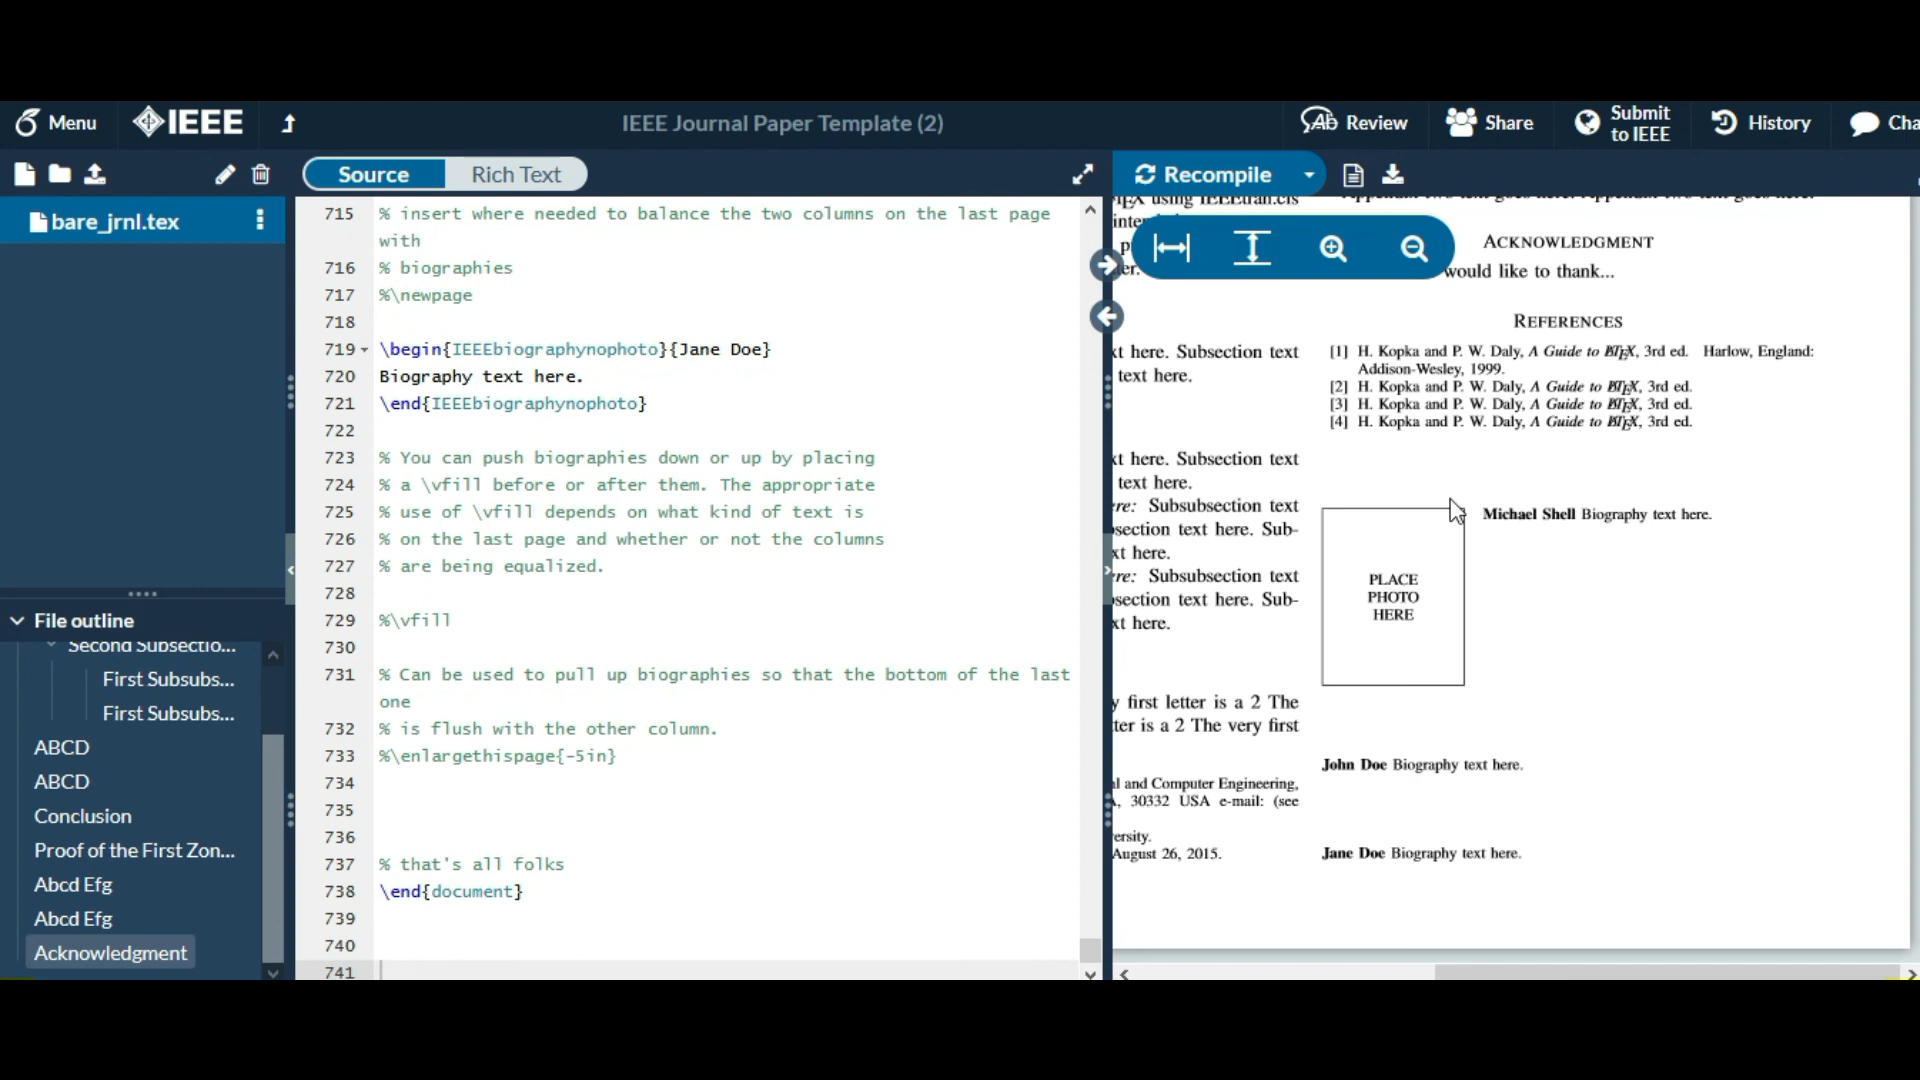 Menu
IEEE
IEEE Journal Paper Template (2)
Review
Share
Submit
to IEEE
History
Cha
Source
Rich Text
Recompile
bare_jrnl.tex
File outline
Second Subsectio...
First Subsubs...
First Subsubs...
ABCD
ABCD
Conclusion
Proof of the First Zon...
Abcd Efg
Abcd Efg
Acknowledgment
715 % insert where needed to balance the two columns on the last page
with
716 % biographies
717 %\newpage
718
719 \begin{IEEEbiographynophoto}{Jane Doe}
720 Biography text here.
721 \end{IEEEbiographynophoto}
722
723 % You can push biographies down or up by placing
724 % a \vfill before or after them. The appropriate
725 % use of \vfill depends on what kind of text is
726 % on the last page and whether or not the columns
727 % are being equalized.
728
729 %\vfill
730
731 % Can be used to pull up biographies so that the bottom of the last
one
732 % is flush with the other column.
733 %\enlargethispage{-5in}
734
735
736
737 % that's all folks
738 \end{document}
739
740
741
using IEEEtran.cls
xt here. Subsection text
text here.
xt here. Subsection text
text here.
ere: Subsubsection text
section text here. Sub-
xt here.
ere: Subsubsection text
section text here. Sub-
xt here.
y first letter is a 2 The
ter is a 2 The very first
al and Computer Engineering,
A, 30332 USA e-mail: (see
ersity.
August 26, 2015.
ACKNOWLEDGMENT
would like to thank...
REFERENCES
[1] H. Kopka and P. W. Daly, A Guide to LATEX, 3rd ed. Harlow, England:
Addison-Wesley, 1999.
[2] H. Kopka and P. W. Daly, A Guide to LATEX, 3rd ed.
[3] H. Kopka and P. W. Daly, A Guide to LATEX, 3rd ed.
[4] H. Kopka and P. W. Daly, A Guide to LATEX, 3rd ed.
PLACE
PHOTO
HERE
Michael Shell Biography text here.
John Doe Biography text here.
Jane Doe Biography text here.